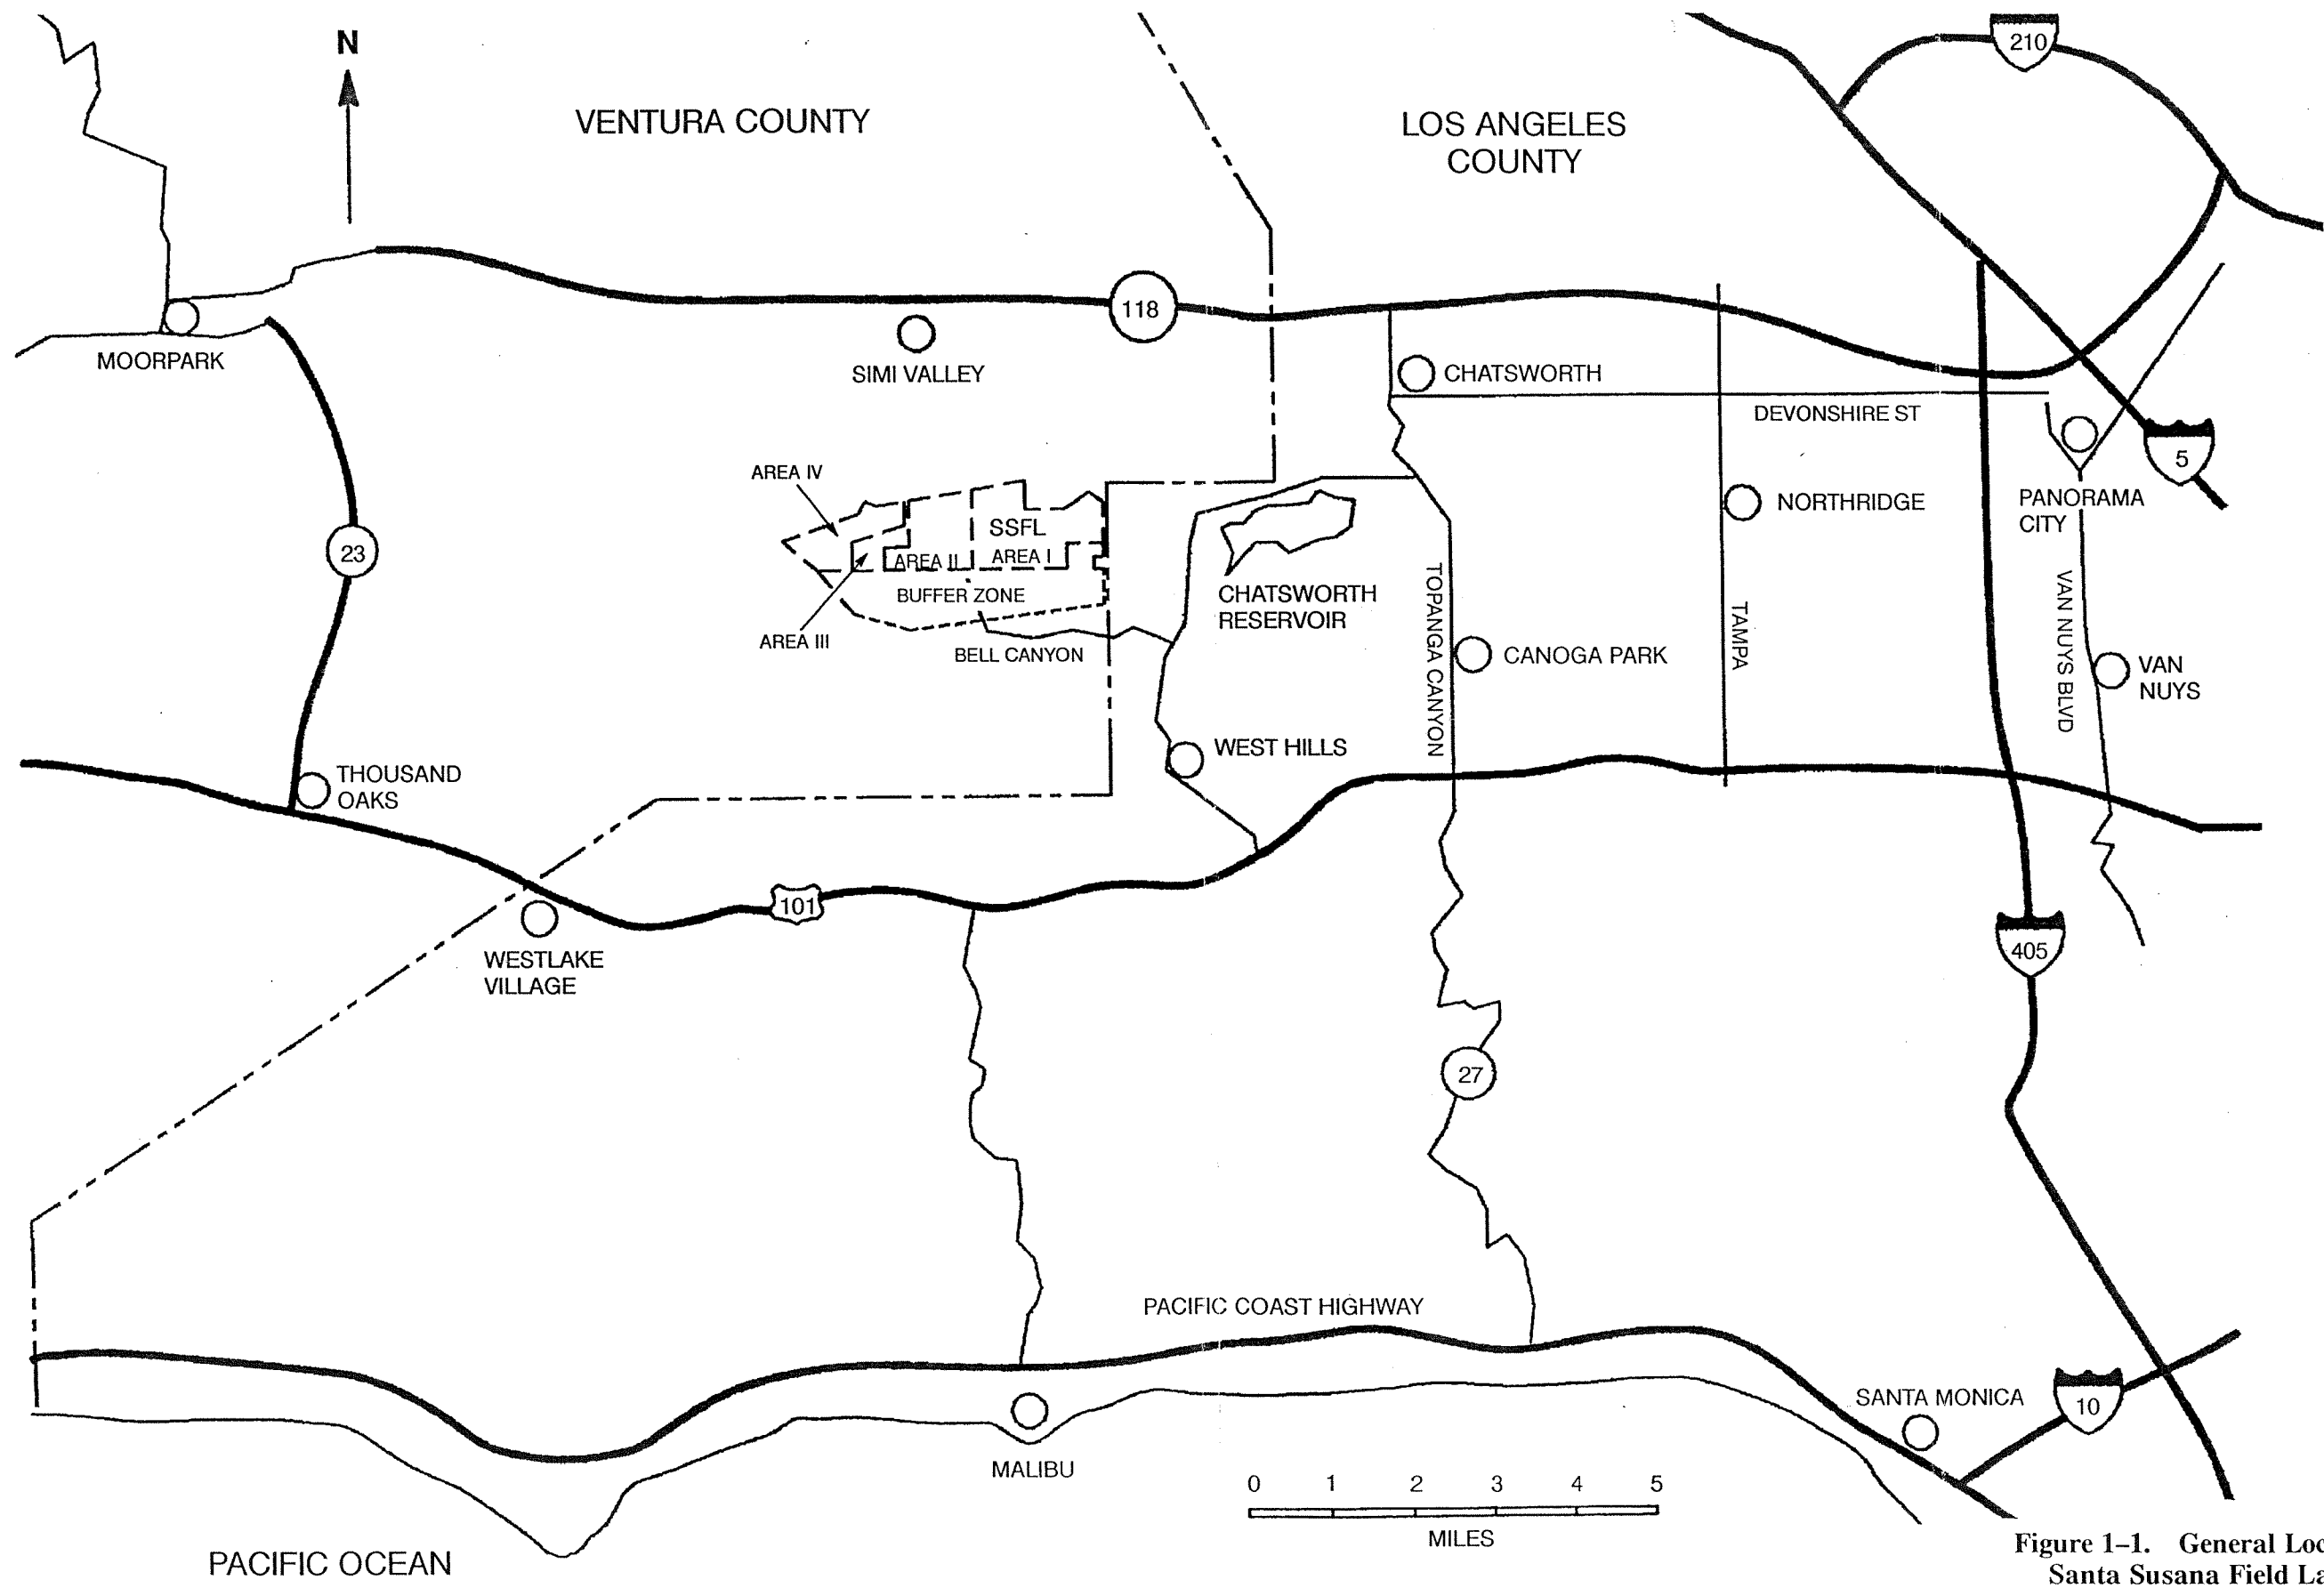 N
VENTURA COUNTY
LOS ANGELES
COUNTY
210
118
MOORPARK
SIMI VALLEY
CHATSWORTH
DEVONSHIRE ST
5
AREA IV
SSFL
AREA II
AREA I
BUFFER ZONE
AREA III
BELL CANYON
CHATSWORTH
RESERVOIR
NORTHRIDGE
PANORAMA
CITY
23
TOPANGA CANYON
CANOGA PARK
TAMPA
VAN NUYS BLVD
VAN
NUYS
WEST HILLS
THOUSAND
OAKS
101
WESTLAKE
VILLAGE
405
27
PACIFIC COAST HIGHWAY
SANTA MONICA
10
MALIBU
0 1 2 3 4 5
MILES
PACIFIC OCEAN
Figure 1–1. General Loc
Santa Susana Field La